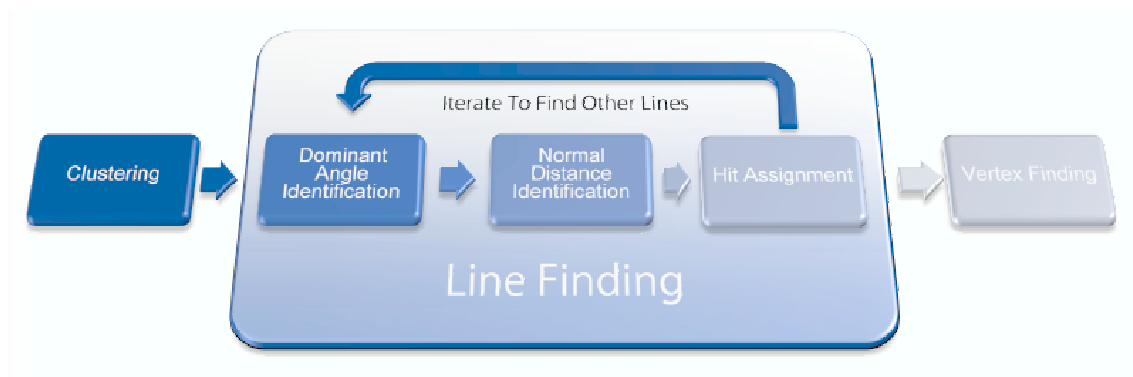 Iterate To Find Other Lines
Clustering
Dominant
Angle
Identification
Normal
Distance
Identification
Hit Assignment
Vertex Finding
Line Finding